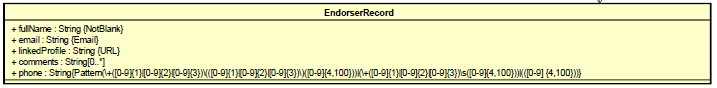 EndorserRecord
+ fullName : String {NotBlank}
+ email : String {Email}
+ linkedProfile : String {URL}
+ comments : String[0..*]
+ phone : String{Pattern(\+([0-9]{1}|[0-9]{2}|[0-9]{3})\(([0-9]{1}|[0-9]{2}|[0-9]{3})\)([0-9]{4,100}))|(\+([0-9]{1}|[0-9]{2}|[0-9]{3})\s([0-9]{4,100}))|(([0-9] {4,100}))}